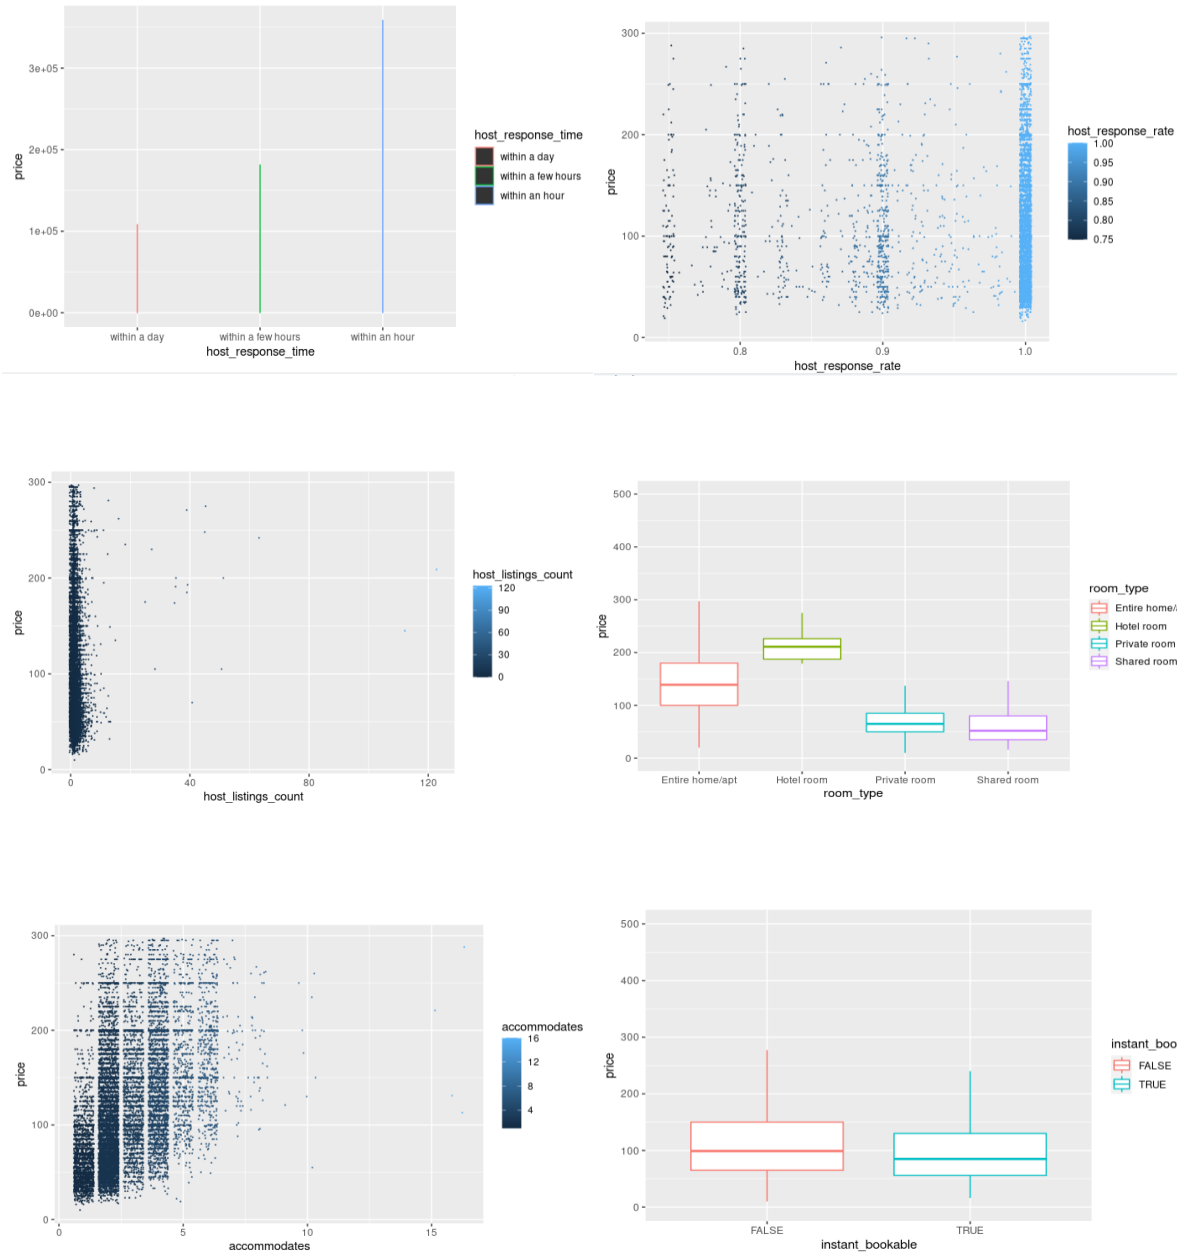 price
3e+05
2e+05
1e+05
0e+00
within a day
within a few hours
within an hour
host_response_time
host_response_time
within a day
within a few hours
within an hour
price
300
200
100
0
0.8
0.9
1.0
host_response_rate
host_response_rate
1.00
0.95
0.90
0.85
0.80
0.75
price
300
200
100
0
0
40
80
120
host_listings_count
host_listings_count
120
90
60
30
0
price
500
400
300
200
100
0
Entire home/apt
Hotel room
Private room
Shared room
room_type
room_type
Entire home/
Hotel room
Private room
Shared room
price
300
200
100
0
0
5
10
15
accommodates
accommodates
16
12
8
4
price
500
400
300
200
100
0
FALSE
TRUE
instant_bookable
instant_boo
FALSE
TRUE